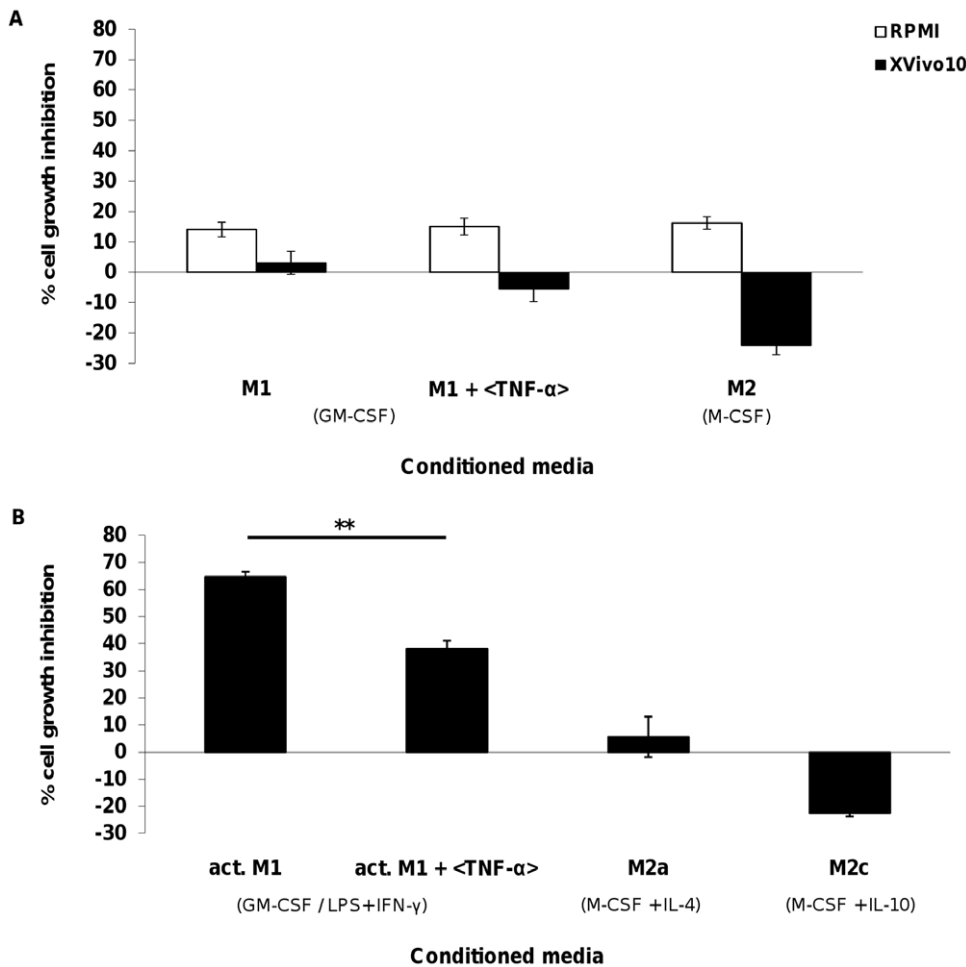 A
80
70
60
50
40
30
20
10
0
-10
-20
-30
% cell growth inhibition
RPMI
XVivo10
M1 M1 + <TNF-α> M2
(GM-CSF) (M-CSF)
Conditioned media
B
80
70
60
50
40
30
20
10
0
-10
-20
-30
% cell growth inhibition
**
act. M1 act. M1 + <TNF-α> M2a M2c
(GM-CSF / LPS+IFN-γ) (M-CSF +IL-4) (M-CSF +IL-10)
Conditioned media